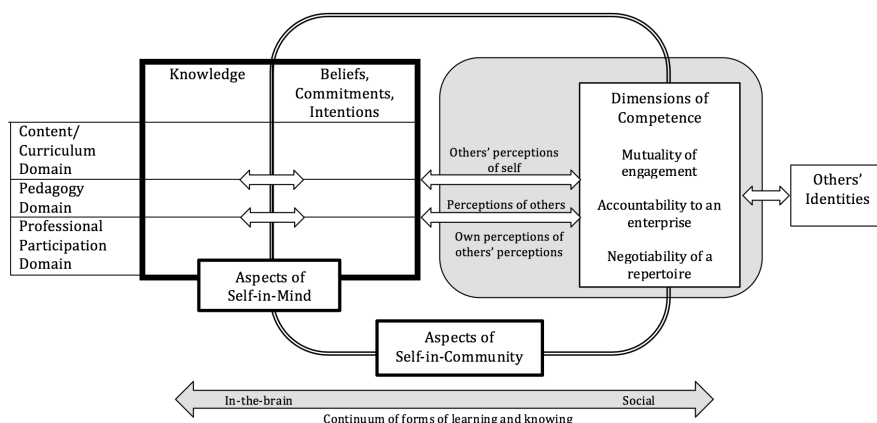 Knowledge
Beliefs,
Commitments,
Intentions
Content/
Curriculum
Domain
Pedagogy
Domain
Professional
Participation
Domain
Aspects of
Self-in-Mind
Others' perceptions
of self
Perceptions of others
Own perceptions of
others' perceptions
Dimensions of
Competence
Mutuality of
engagement
Accountability to an
enterprise
Negotiability of a
repertoire
Others'
Identities
Aspects of
Self-in-Community
In-the-brain
Social
Continuum of forms of learning and knowing